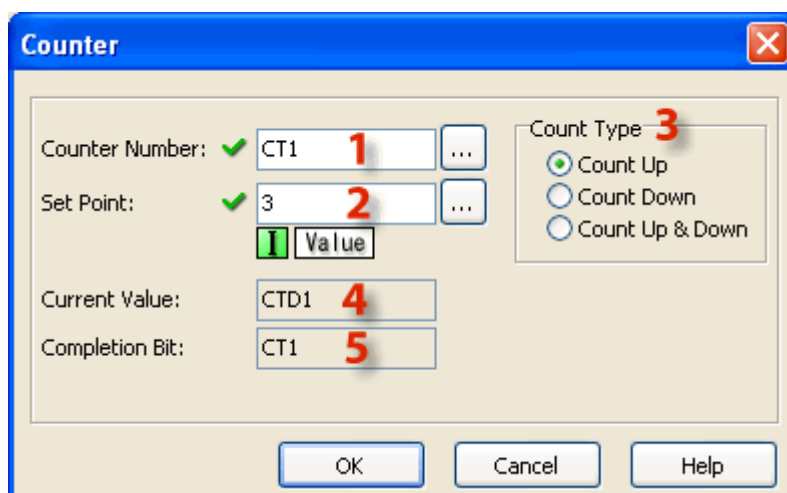 Counter
Counter Number: CT1 1 ...
Set Point: 3 2 ...
I Value
Current Value: CTD1 4
Completion Bit: CT1 5
Count Type 3
Count Up
Count Down
Count Up & Down
OK Cancel Help